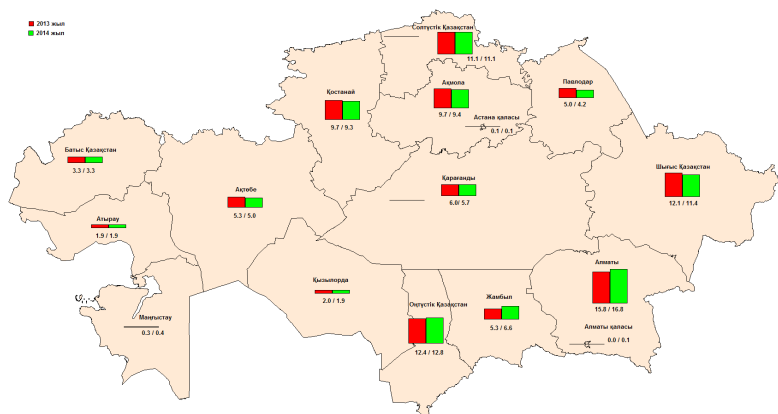 2013 жыл
2014 жыл
Солтүстік Қазақстан
11.1 / 11.1
Қостанай
9.7 / 9.3
Ақмола
9.7 / 9.4
Астана қаласы
0.1 / 0.1
Павлодар
5.0 / 4.2
Батыс Қазақстан
3.3 / 3.3
Ақтөбе
5.3 / 5.0
Қарағанды
6.0/ 5.7
Шығыс Қазақстан
12.1 / 11.4
Атырау
1.9 / 1.9
Қызылорда
2.0 / 1.9
Оңтүстік Қазақстан
12.4 / 12.8
Жамбыл
5.3 / 6.6
Алматы
15.8 / 16.8
Алматы қаласы
0.0 / 0.1
Маңғыстау
0.3 / 0.4